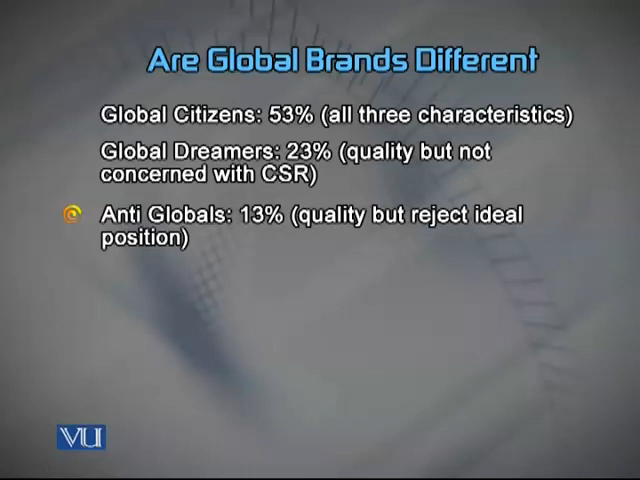 Are Global Brands Different
Global Citizens: 53% (all three characteristics)
Global Dreamers: 23% (quality but not
concerned with CSR)
Anti Globals: 13% (quality but reject ideal
position)
VU